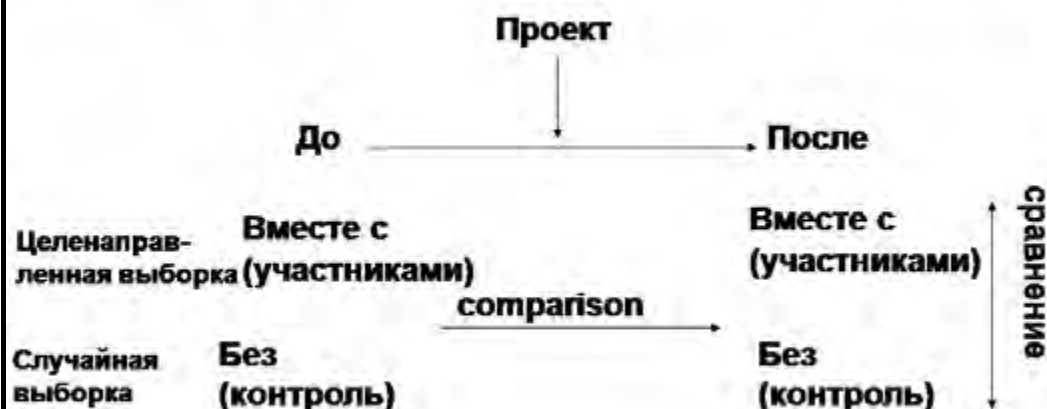 Проект
До
После
Целенаправ-
ленная выборка
Вместе с
(участниками)
Вместе с
(участниками)
comparison
сравнение
Случайная
выборка
Без
(контроль)
Без
(контроль)